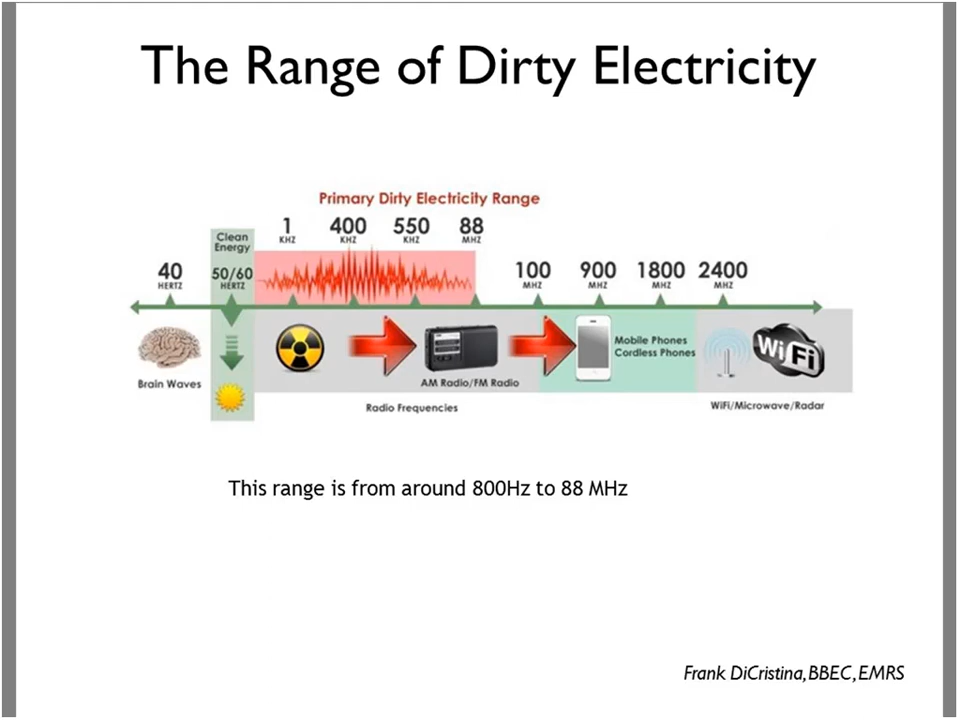 The Range of Dirty Electricity
Primary Dirty Electricity Range
1 400 550 88
KHZ KHZ KHZ MHZ
Clean
Energy
40 50/60 100 900 1800 2400
HERTZ HERTZ MHZ MHZ MHZ MHZ
Mobile Phones
Cordless Phones
Wi Fi
Brain Waves
AM Radio/FM Radio
Radio Frequencies
WiFi/Microwave/Radar
This range is from around 800Hz to 88 MHz
Frank DiCristina,BBEC,EMRS